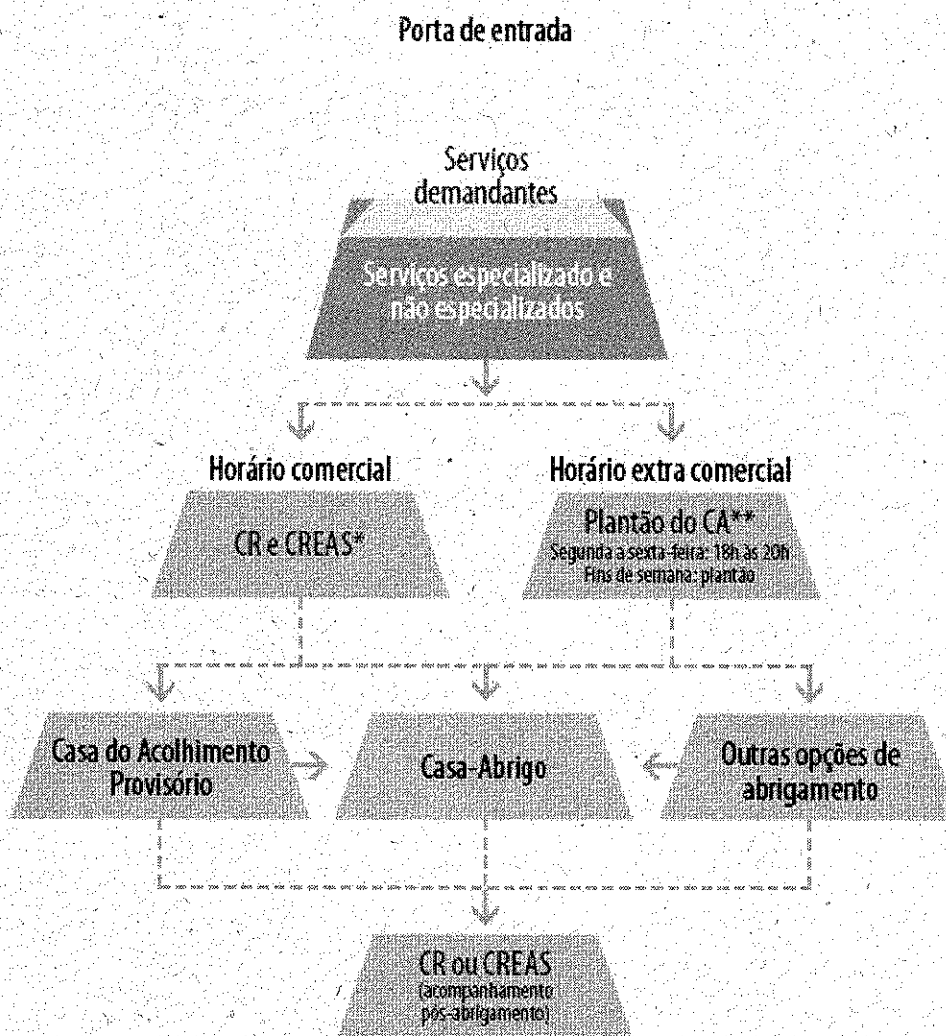 Porta de entrada
Serviços
demandantes
Serviços especializado e
não especializados
Horário comercial
CR e CREAS*
Horário extra comercial
Plantão do CA**
Segunda a sexta-feira: 18h às 20h
Fins de semana: plantão
Casa do Acolhimento
Provisório
Casa-Abrigo
Outras opções de
abrigamento
CR ou CREAS
(acompanhamento
pós-abrigamento)